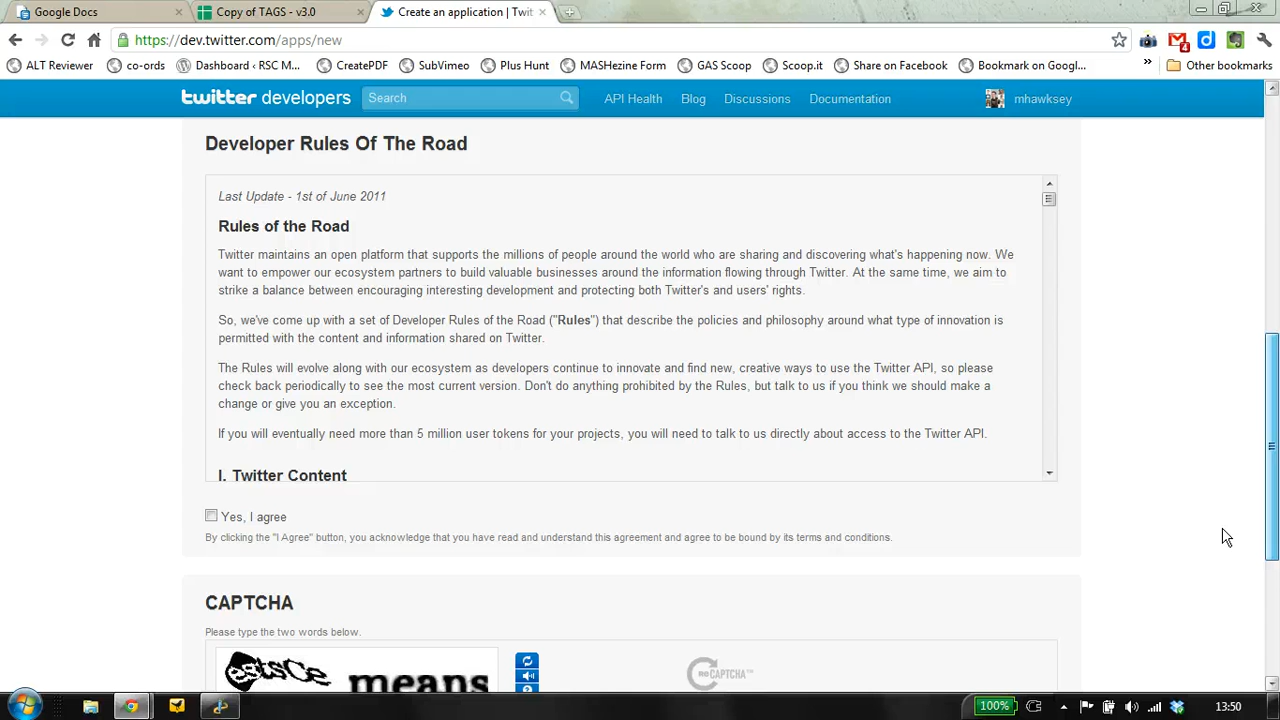 Google Docs
Copy of TAGS - v3.0
Create an application | Twit
https://dev.twitter.com/apps/new
ALT Reviewer
co-ords
Dashboard ‹ RSC M...
CreatePDF
SubVimeo
Plus Hunt
MASHezine Form
GAS Scoop
Scoop.it
Share on Facebook
Bookmark on Googl...
»
Other bookmarks
twitter developers
Search
API Health
Blog
Discussions
Documentation
mhawksey
Developer Rules Of The Road
Last Update - 1st of June 2011
Rules of the Road
Twitter maintains an open platform that supports the millions of people around the world who are sharing and discovering what's happening now. We
want to empower our ecosystem partners to build valuable businesses around the information flowing through Twitter. At the same time, we aim to
strike a balance between encouraging interesting development and protecting both Twitter's and users' rights.
So, we've come up with a set of Developer Rules of the Road ("Rules") that describe the policies and philosophy around what type of innovation is
permitted with the content and information shared on Twitter.
The Rules will evolve along with our ecosystem as developers continue to innovate and find new, creative ways to use the Twitter API, so please
check back periodically to see the most current version. Don't do anything prohibited by the Rules, but talk to us if you think we should make a
change or give you an exception.
If you will eventually need more than 5 million user tokens for your projects, you will need to talk to us directly about access to the Twitter API.
I. Twitter Content
Yes, I agree
By clicking the "I Agree" button, you acknowledge that you have read and understand this agreement and agree to be bound by its terms and conditions.
CAPTCHA
Please type the two words below.
means
reCAPTCHA™
100%
13:50